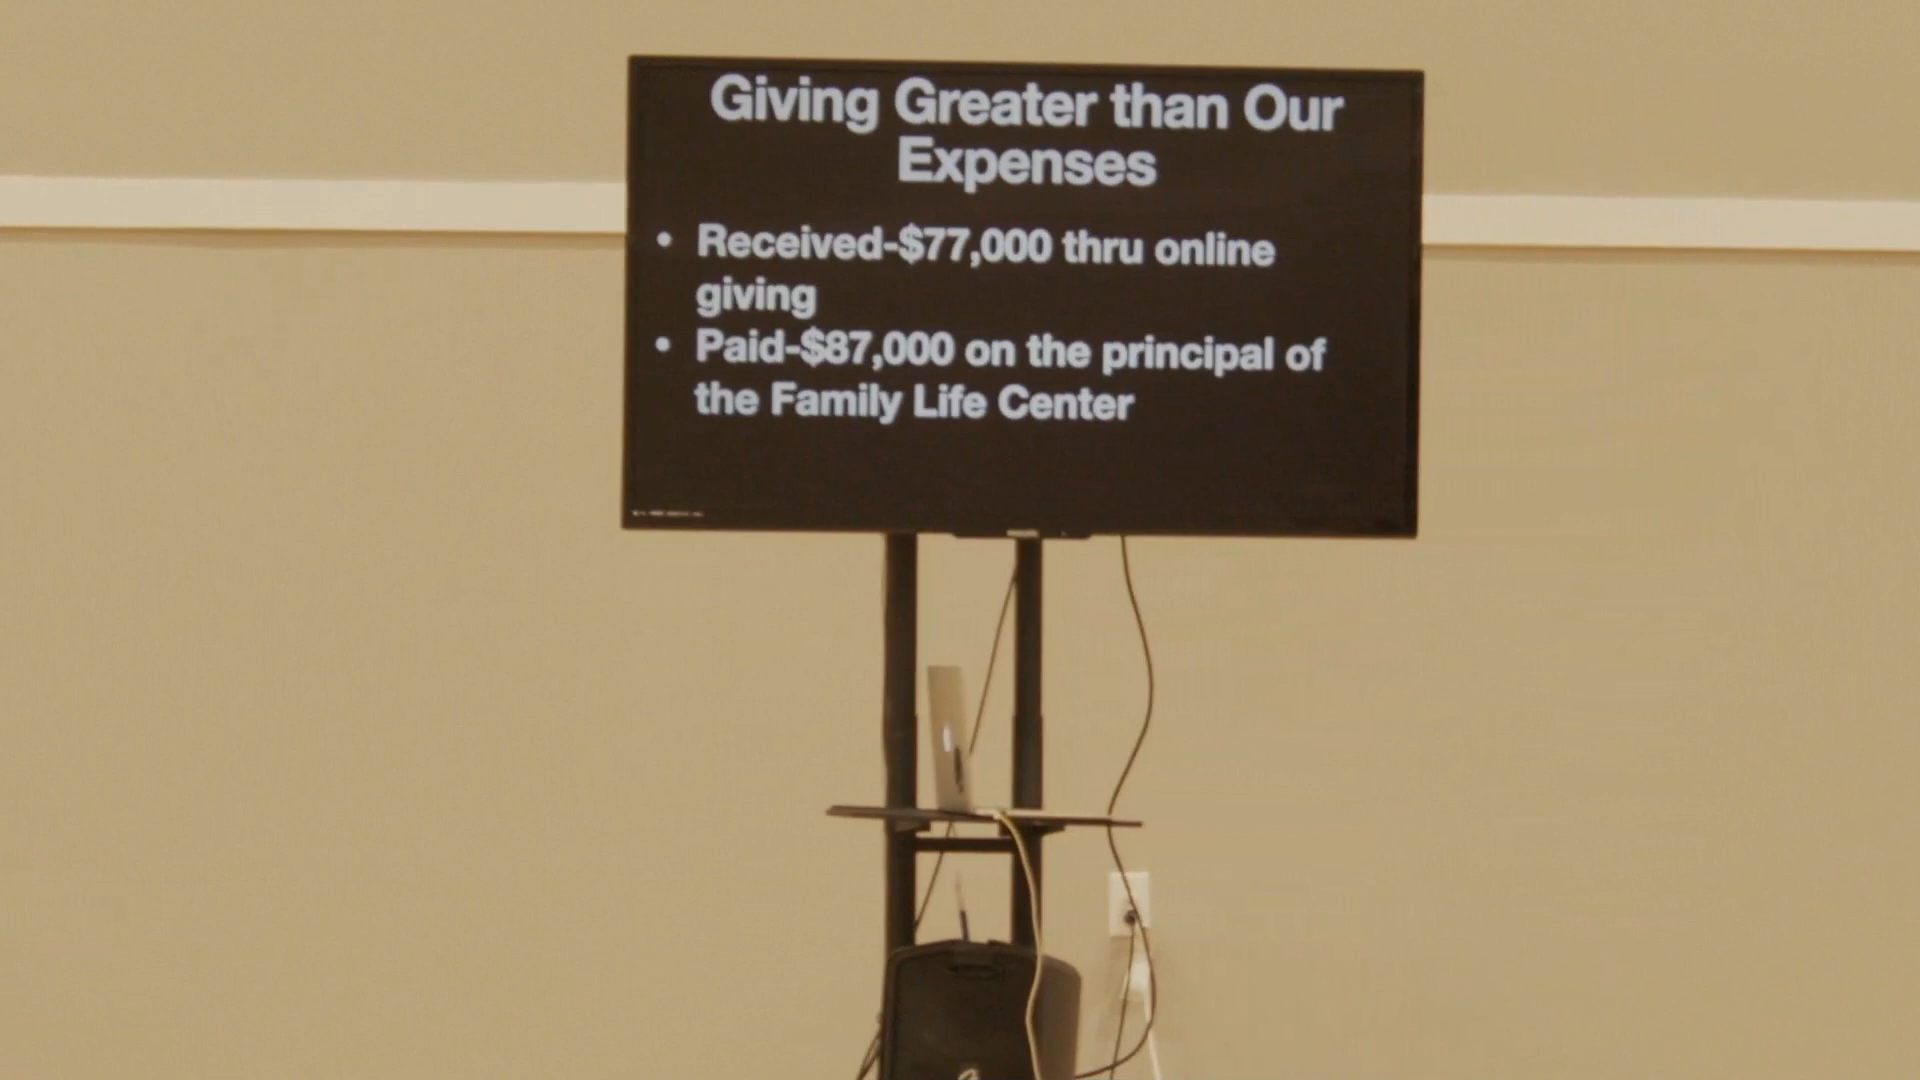 Giving Greater than Our
Expenses
• Received-$77,000 thru online
giving
• Paid-$87,000 on the principal of
the Family Life Center